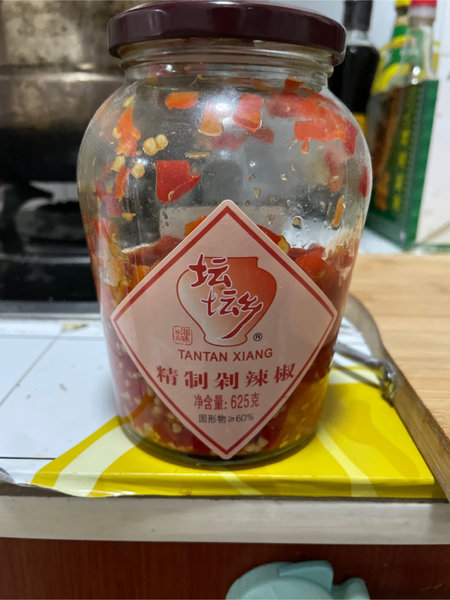 坛
坛乡
®
TANTAN XIANG
精制剁辣椒
净含量: 625克
固形物≥60%